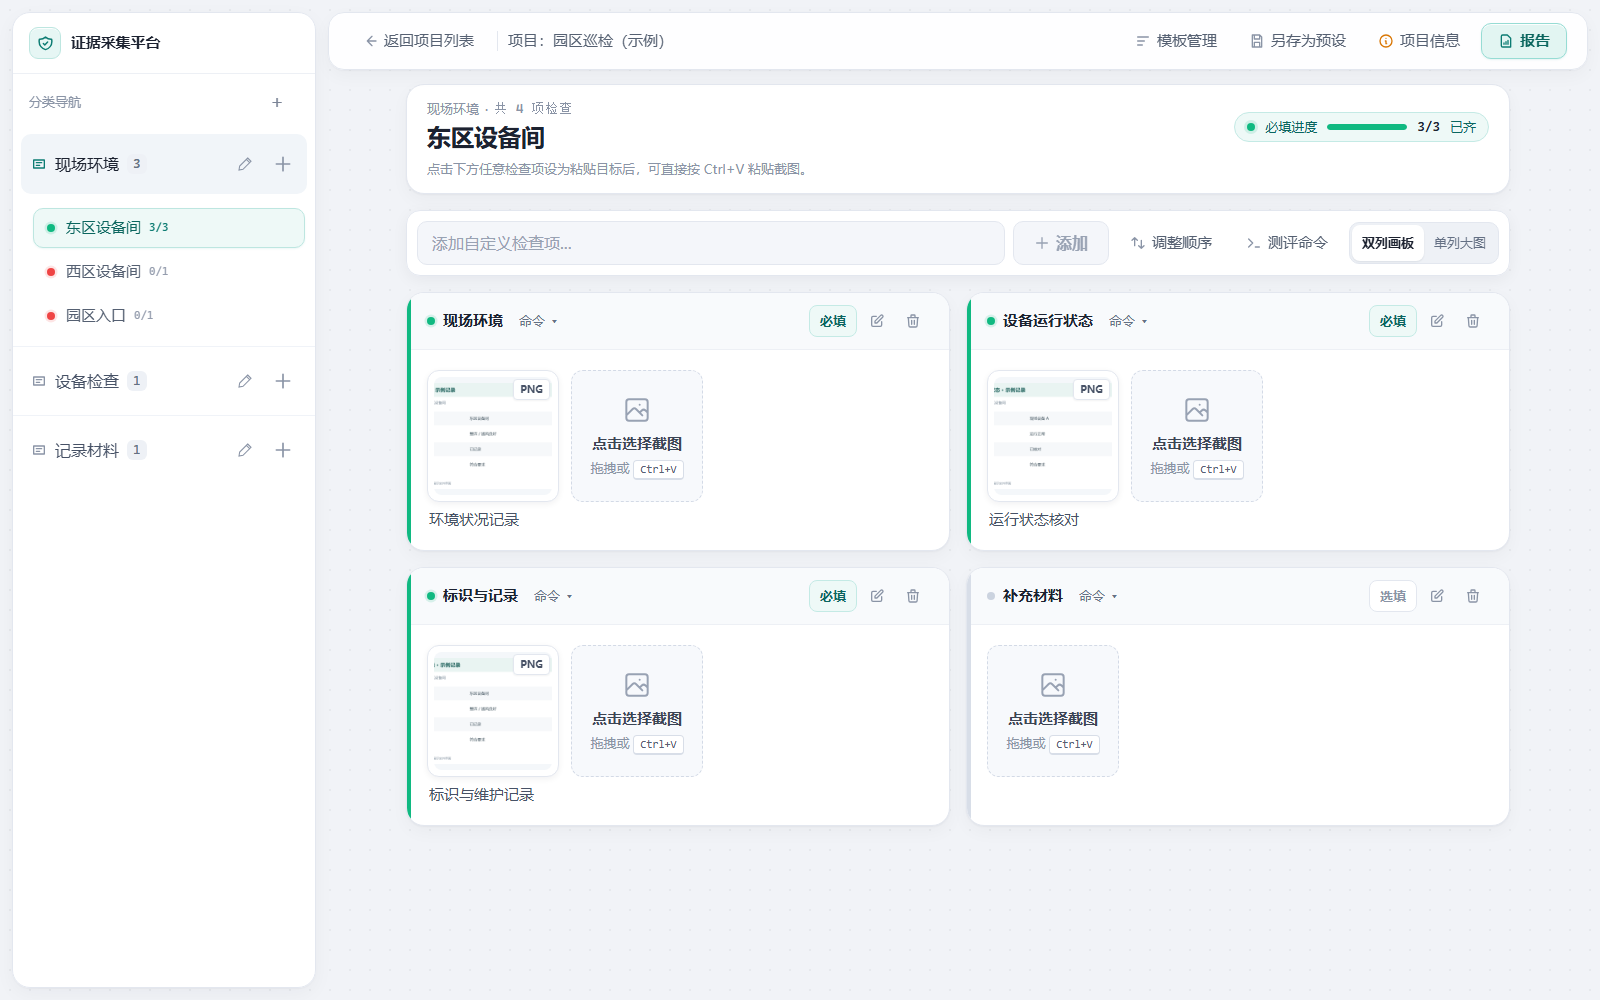 证据采集平台
返回项目列表
项目：园区巡检（示例）
模板管理
另存为预设
项目信息
报告
分类导航
现场环境 3
东区设备间 3/3
西区设备间 0/1
园区入口 0/1
设备检查 1
记录材料 1
现场环境 · 共 4 项检查
东区设备间
点击下方任意检查项设为粘贴目标后，可直接按 Ctrl+V 粘贴截图。
必填进度 3/3 已齐
添加自定义检查项...
添加
调整顺序
测评命令
双列画板
单列大图
现场环境 命令 必填
PNG
点击选择截图
拖拽或 Ctrl+V
环境状况记录
设备运行状态 命令 必填
PNG
点击选择截图
拖拽或 Ctrl+V
运行状态核对
标识与记录 命令 必填
PNG
点击选择截图
拖拽或 Ctrl+V
标识与维护记录
补充材料 命令 选填
点击选择截图
拖拽或 Ctrl+V